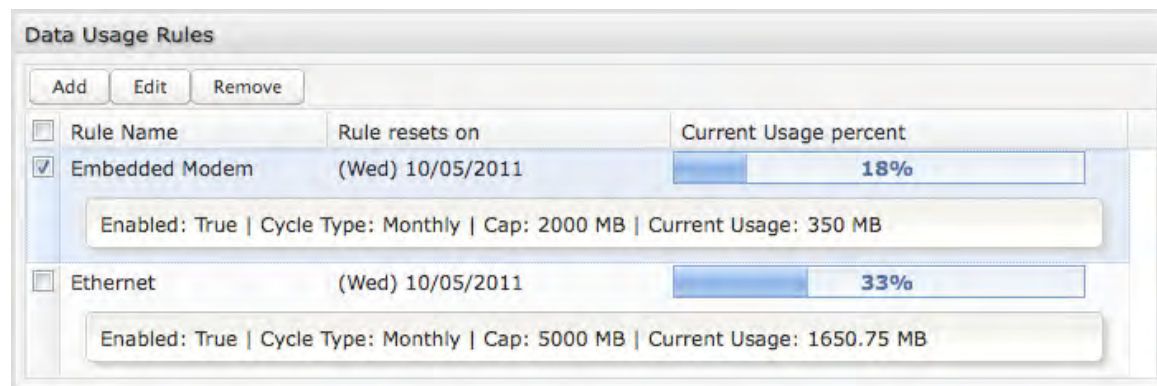 Data Usage Rules
Add Edit Remove
Rule Name Rule resets on Current Usage percent
Embedded Modem (Wed) 10/05/2011 18%
Enabled: True | Cycle Type: Monthly | Cap: 2000 MB | Current Usage: 350 MB
Ethernet (Wed) 10/05/2011 33%
Enabled: True | Cycle Type: Monthly | Cap: 5000 MB | Current Usage: 1650.75 MB